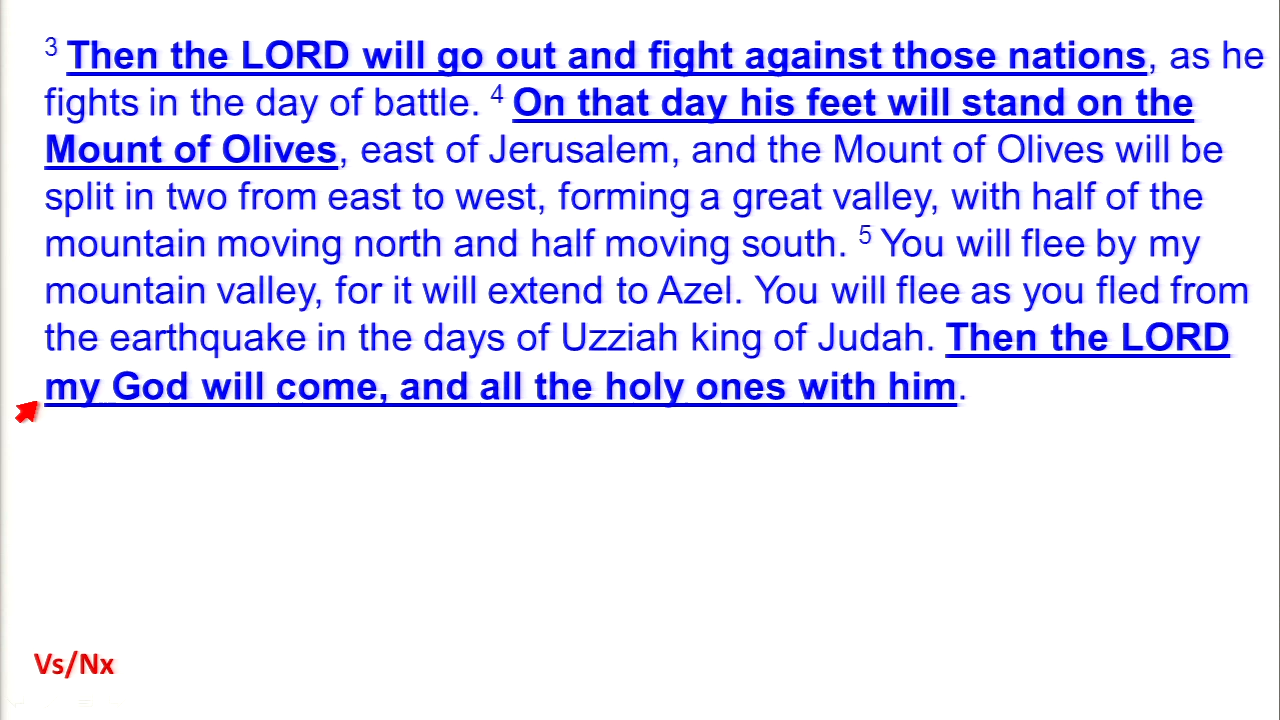 3 Then the LORD will go out and fight against those nations, as he
fights in the day of battle. 4 On that day his feet will stand on the
Mount of Olives, east of Jerusalem, and the Mount of Olives will be
split in two from east to west, forming a great valley, with half of the
mountain moving north and half moving south. 5 You will flee by my
mountain valley, for it will extend to Azel. You will flee as you fled from
the earthquake in the days of Uzziah king of Judah. Then the LORD
my God will come, and all the holy ones with him.
Vs/Nx